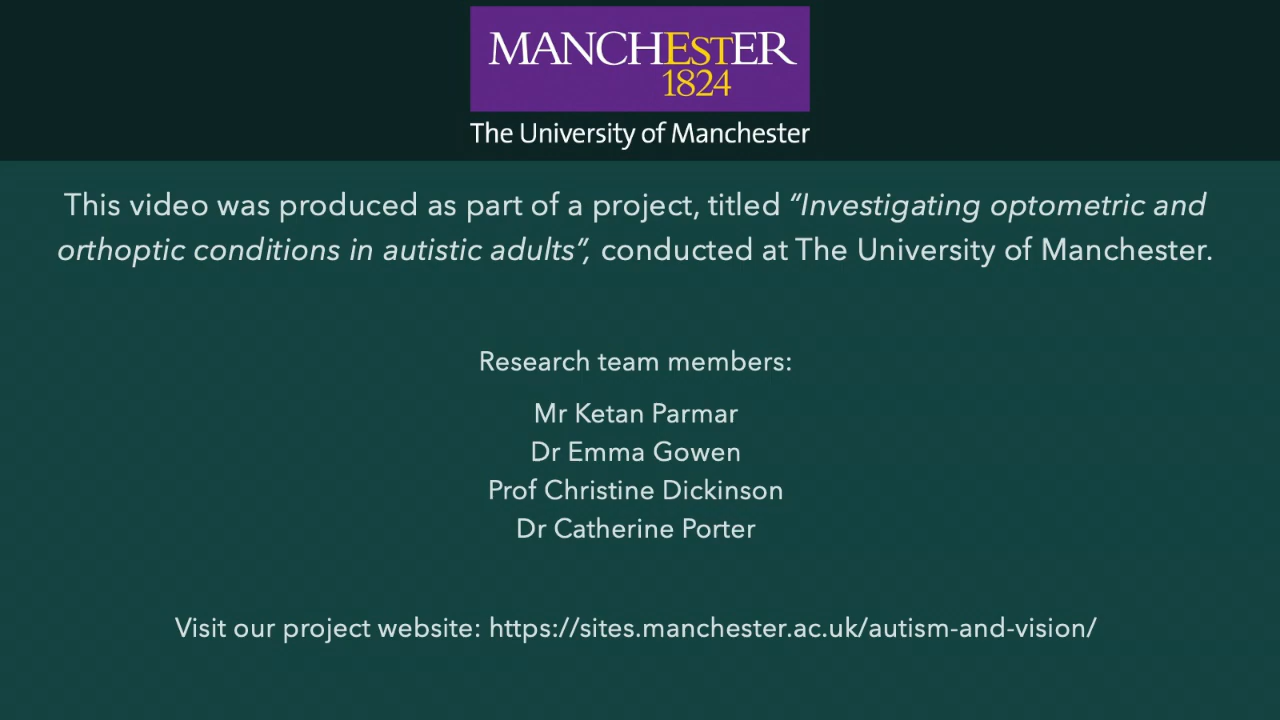 MANCHESTER
1824
The University of Manchester
This video was produced as part of a project, titled “Investigating optometric and
orthoptic conditions in autistic adults”, conducted at The University of Manchester.
Research team members:
Mr Ketan Parmar
Dr Emma Gowen
Prof Christine Dickinson
Dr Catherine Porter
Visit our project website: https://sites.manchester.ac.uk/autism-and-vision/